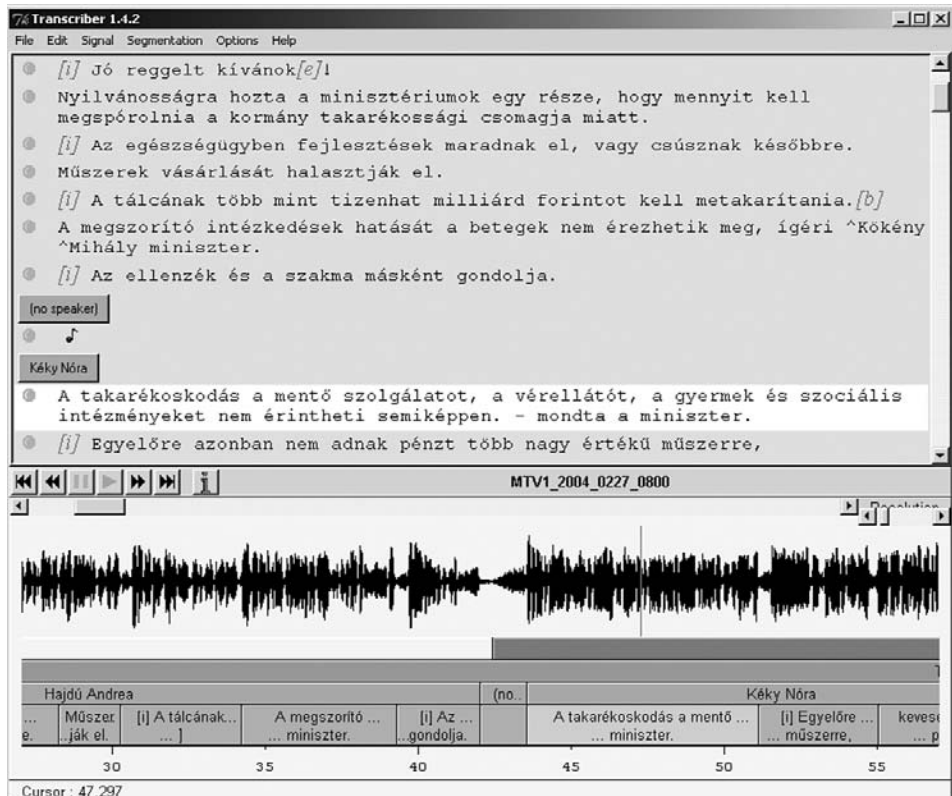 Transcriber 1.4.2
File Edit Signal Segmentation Options Help
[i] Jó reggelt kívánok[e]!
Nyilvánosságra hozta a minisztériumok egy része, hogy mennyit kell
megspórolnia a kormány takarékossági csomagja miatt.
[i] Az egészségügyben fejlesztések maradnak el, vagy csúsznak későbbre.
Műszerek vásárlását halasztják el.
[i] A tálcának több mint tizenhat milliárd forintot kell metakarítania.[b]
A megszorító intézkedések hatását a betegek nem érezhetik meg, ígéri ^Kökény
^Mihály miniszter.
[i] Az ellenzék és a szakma másként gondolja.
(no speaker)
Kéky Nóra
A takarékoskodás a mentő szolgálatot, a vérellátót, a gyermek és szociális
intézményeket nem érintheti semiképpen. - mondta a miniszter.
[i] Egyelőre azonban nem adnak pénzt több nagy értékű műszerre,
MTV1_2004_0227_0800
Resolution
Hajdú Andrea (no.. Kéky Nóra
... Műszer. [i] A tálcának... A megszorító ... [i] Az ... A takarékoskodás a mentő ... [i] Egyelőre ...
e. ...ják el. ... ] ... miniszter. ...gondolja. ... miniszter. ... műszerre, ... p
30 35 40 45 50 55
Cursor : 47.297